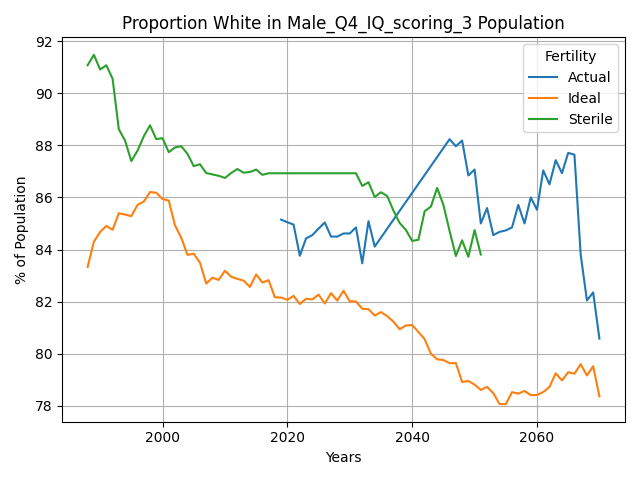 Proportion White in Male_Q4_IQ_scoring_3 Population
92
90
88
86
84
82
80
78
% of Population
Fertility
Actual
Ideal
Sterile
2000
2020
2040
2060
Years